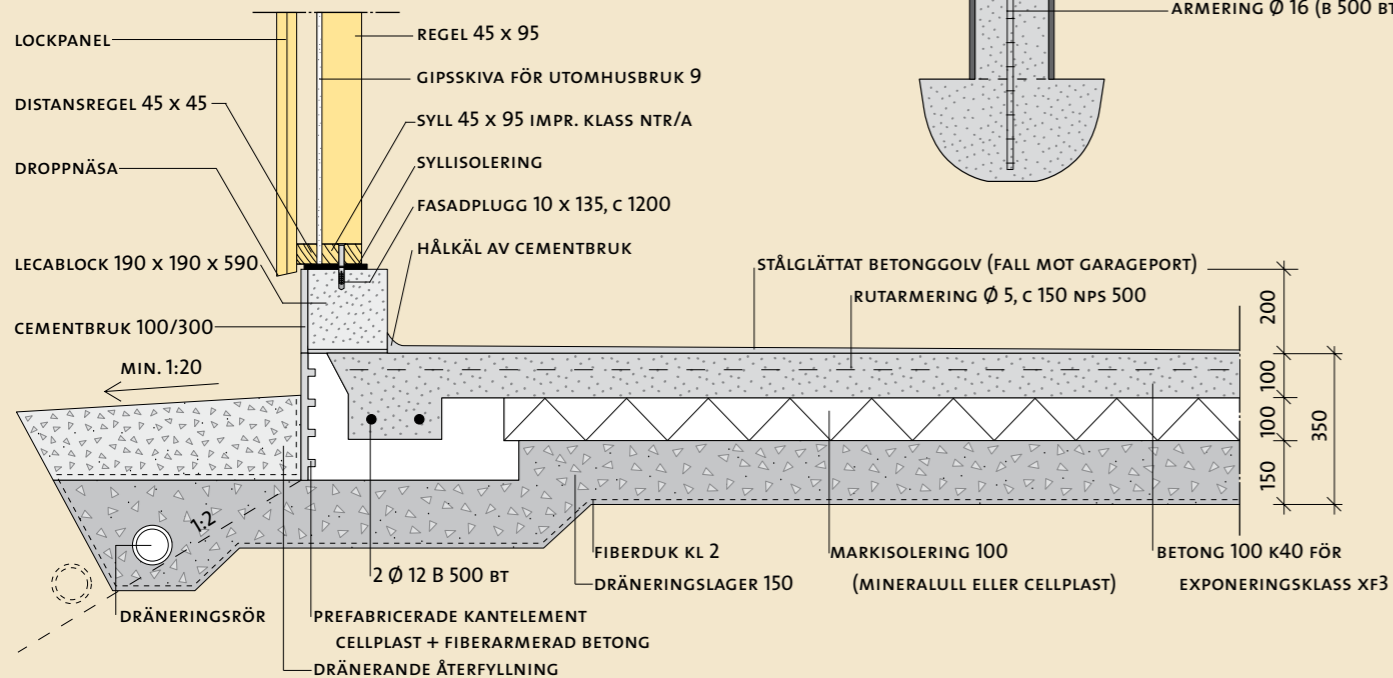 ARMERING Ø 16 (B 500 BT
LOCKPANEL
DISTANSREGEL 45 X 45
DROPPNÄSA
LECABLOCK 190 X 190 X 590
CEMENTBRUK 100/300
MIN. 1:20
REGEL 45 X 95
GIPSSKIVA FÖR UTOMHUSBRUK 9
SYLL 45 X 95 IMPR. KLASS NTR/A
SYLLISOLERING
FASADPLUGG 10 X 135, C 1200
HÅLKÄL AV CEMENTBRUK
STÅLGLÄTTAT BETONGGOLV (FALL MOT GARAGEPORT)
RUTARMERING Ø 5, C 150 NPS 500
200
100
100
150
350
1:2
DRÄNERINGSRÖR
2 Ø 12 B 500 BT
PREFABRICERADE KANTELEMENT
CELLPLAST + FIBERARMERAD BETONG
DRÄNERANDE ÅTERFYLLNING
FIBERDUK KL 2
DRÄNERINGSLAGER 150
MARKISOLERING 100
(MINERALULL ELLER CELLPLAST)
BETONG 100 K40 FÖR
EXPONERINGSKLASS XF3